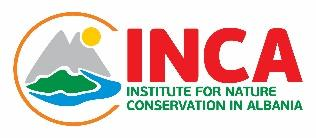 INCA
INSTITUTE FOR NATURE
CONSERVATION IN ALBANIA